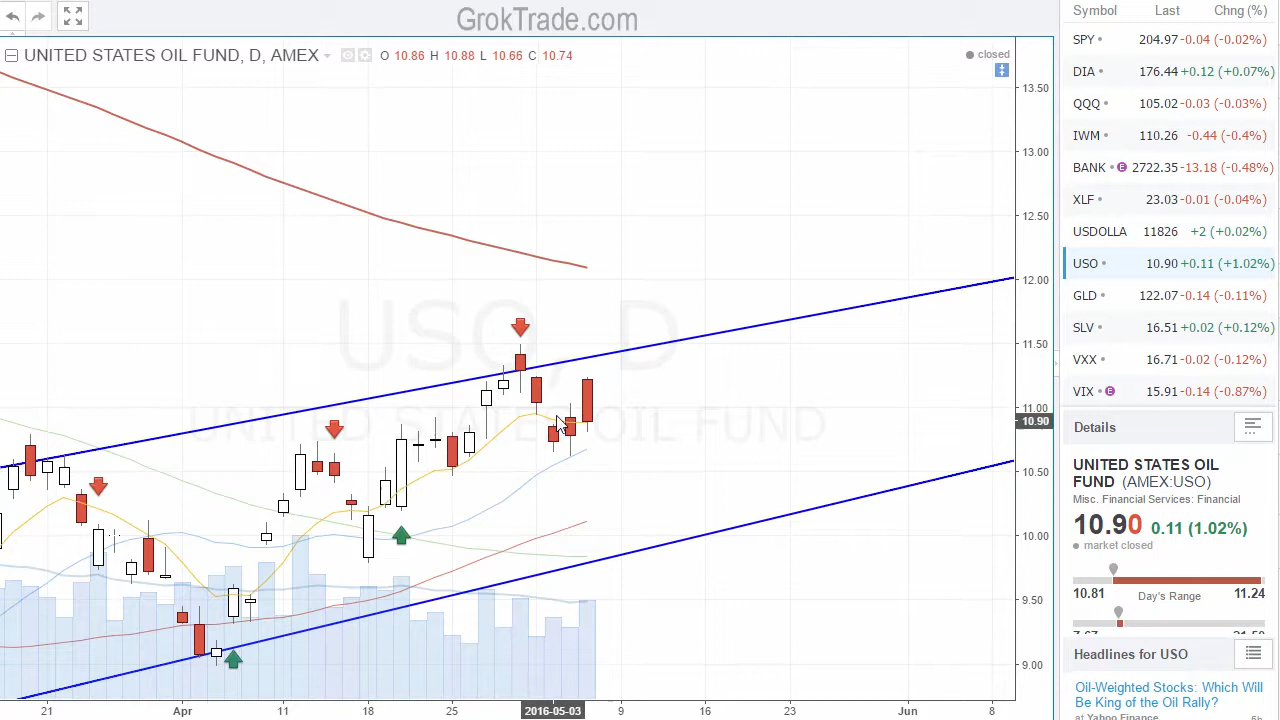 GrokTrade.com
UNITED STATES OIL FUND, D, AMEX
O 10.86 H 10.88 L 10.66 C 10.74
closed
USO, D
UNITED STATES OIL FUND
13.50
13.00
12.50
12.00
11.50
11.00
10.90
10.50
10.00
9.50
9.00
21 Apr 11 18 25 2016-05-03 9 16 23 Jun 8
Symbol Last Chng (%)
SPY 204.97 -0.04 (-0.02%)
DIA 176.44 +0.12 (+0.07%)
QQQ 105.02 -0.03 (-0.03%)
IWM 110.26 -0.44 (-0.4%)
BANK E 2722.35 -13.18 (-0.48%)
XLF 23.03 -0.01 (-0.04%)
USDOLLA 11826 +2 (+0.02%)
USO 10.90 +0.11 (+1.02%)
GLD 122.07 -0.14 (-0.11%)
SLV 16.51 +0.02 (+0.12%)
VXX 16.71 -0.02 (-0.12%)
VIX E 15.91 -0.14 (-0.87%)
Details
UNITED STATES OIL
FUND (AMEX:USO)
Misc. Financial Services: Financial
10.90 0.11 (1.02%)
market closed
10.81 Day's Range 11.24
Headlines for USO
Oil-Weighted Stocks: Which Will
Be King of the Oil Rally?
at Yahoo Finance